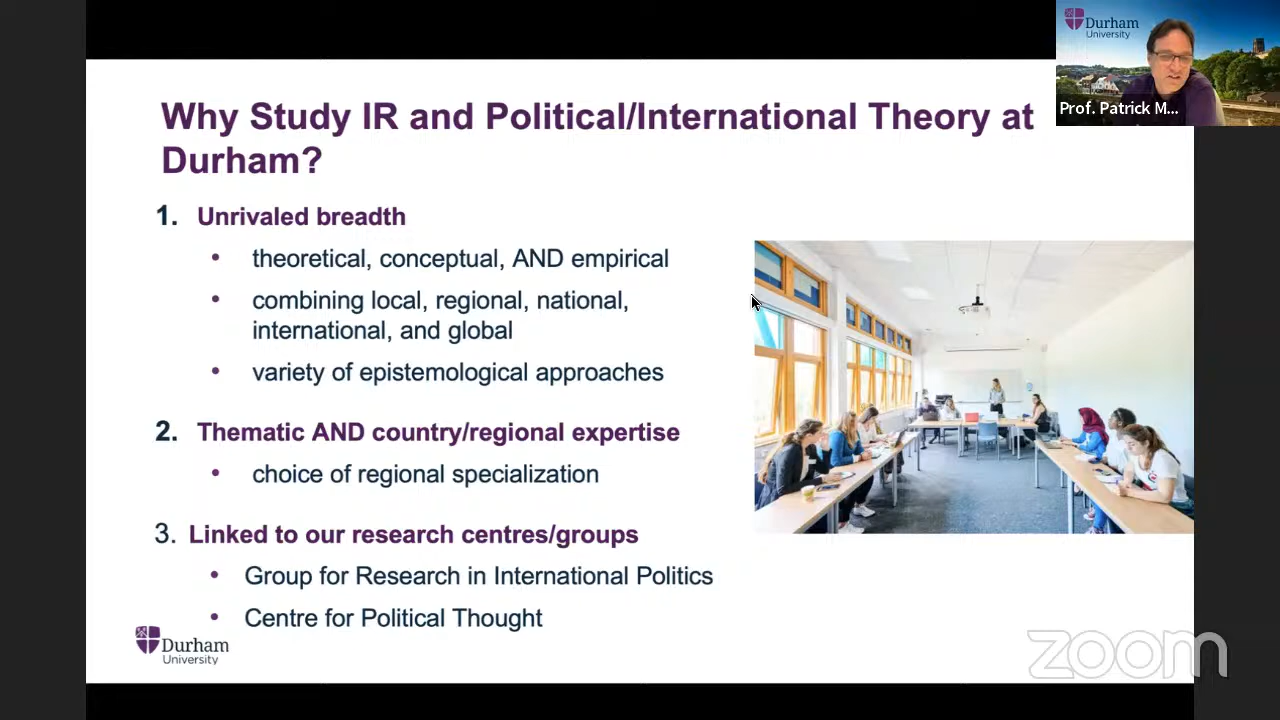 Durham
University
Prof. Patrick M...
Why Study IR and Political/International Theory at
Durham?
1. Unrivaled breadth
• theoretical, conceptual, AND empirical
• combining local, regional, national,
international, and global
• variety of epistemological approaches
2. Thematic AND country/regional expertise
• choice of regional specialization
3. Linked to our research centres/groups
• Group for Research in International Politics
• Centre for Political Thought
Durham
University
zoom